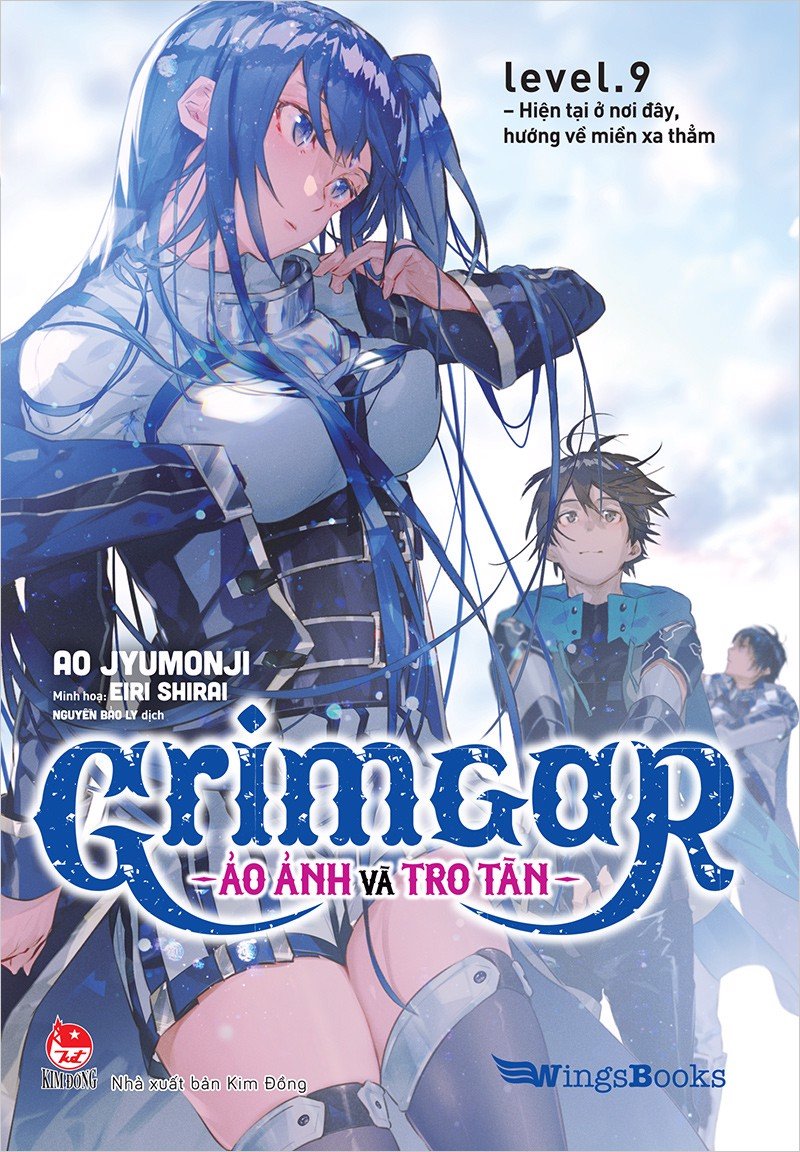 level.9
– Hiện tại ở nơi đây,
hướng về miền xa thẳm
AO JYUMONJI
Minh hoạ: EIRI SHIRAI
NGUYỄN BẢO LY dịch
GrimGaR
- ẢO ẢNH VÀ TRO TÀN -
KIM ĐỒNG
Nhà xuất bản Kim Đồng
WingsBooks